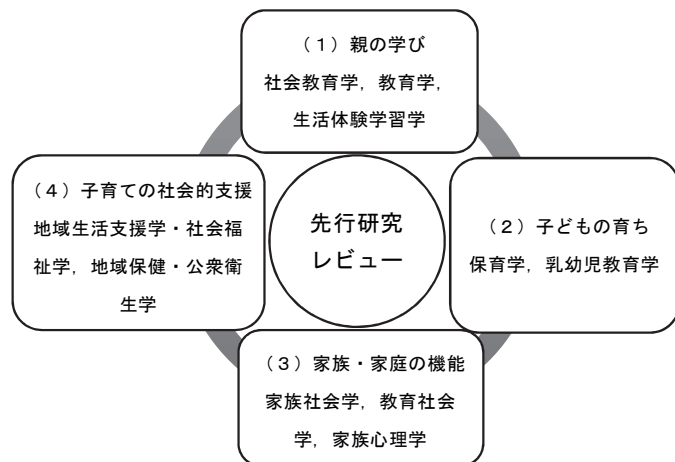 （１）親の学び
社会教育学，教育学，
生活体験学習学
（４）子育ての社会的支援
地域生活支援学・社会福
祉学，地域保健・公衆衛
生学
先行研究
レビュー
（２）子どもの育ち
保育学，乳幼児教育学
（３）家族・家庭の機能
家族社会学，教育社会
学，家族心理学